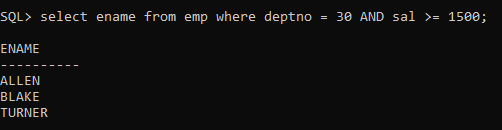 SQL> select ename from emp where deptno = 30 AND sal >= 1500;
ENAME
----------
ALLEN
BLAKE
TURNER